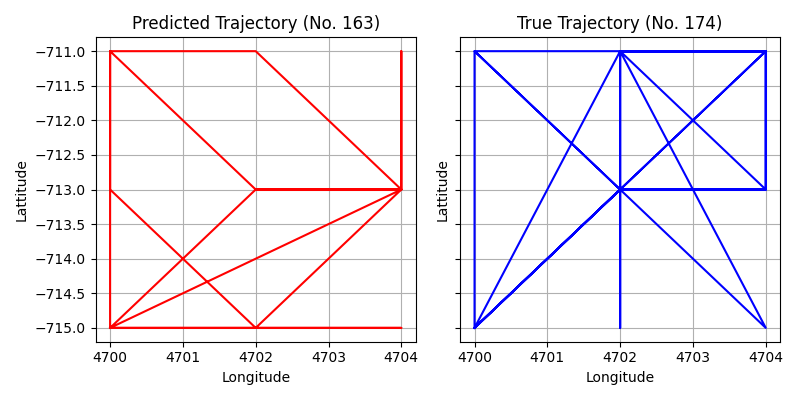 Predicted Trajectory (No. 163)
True Trajectory (No. 174)
−711.0
−711.5
−712.0
−712.5
−713.0
−713.5
−714.0
−714.5
−715.0
Lattitude
Lattitude
4700 4701 4702 4703 4704
4700 4701 4702 4703 4704
Longitude
Longitude